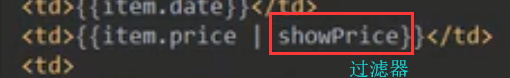 <td>{{item.date}}</td>
<td>{{item.price | showPrice}}</td>
<td>
过滤器